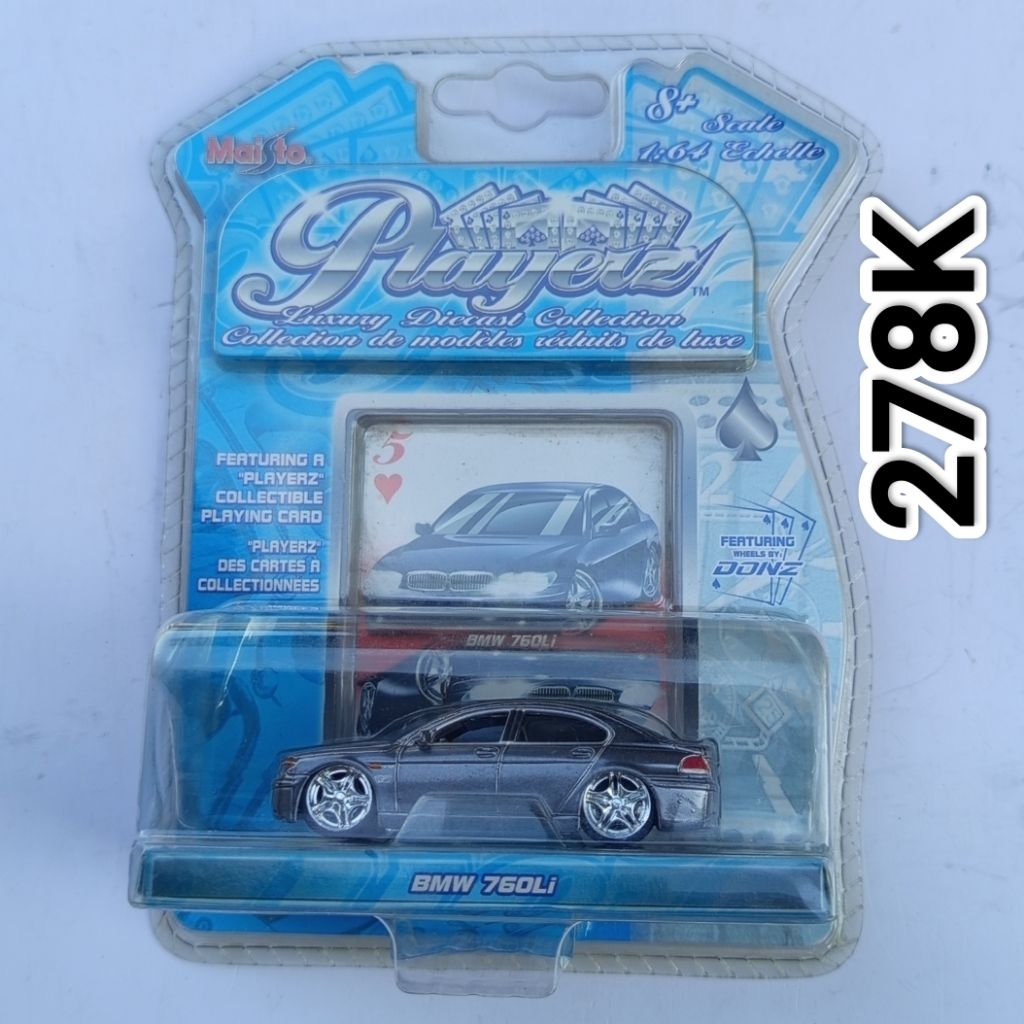 Maisto
8+
Scale
1:64 Echelle
Playerz™
Luxury Diecast Collection
Collection de modèles réduits de luxe
FEATURING A
"PLAYERZ"
COLLECTIBLE
PLAYING CARD
"PLAYERZ"
DES CARTES A
COLLECTIONNEES
5
FEATURING
WHEELS BY
DONZ
BMW 760Li
BMW 760Li
278K